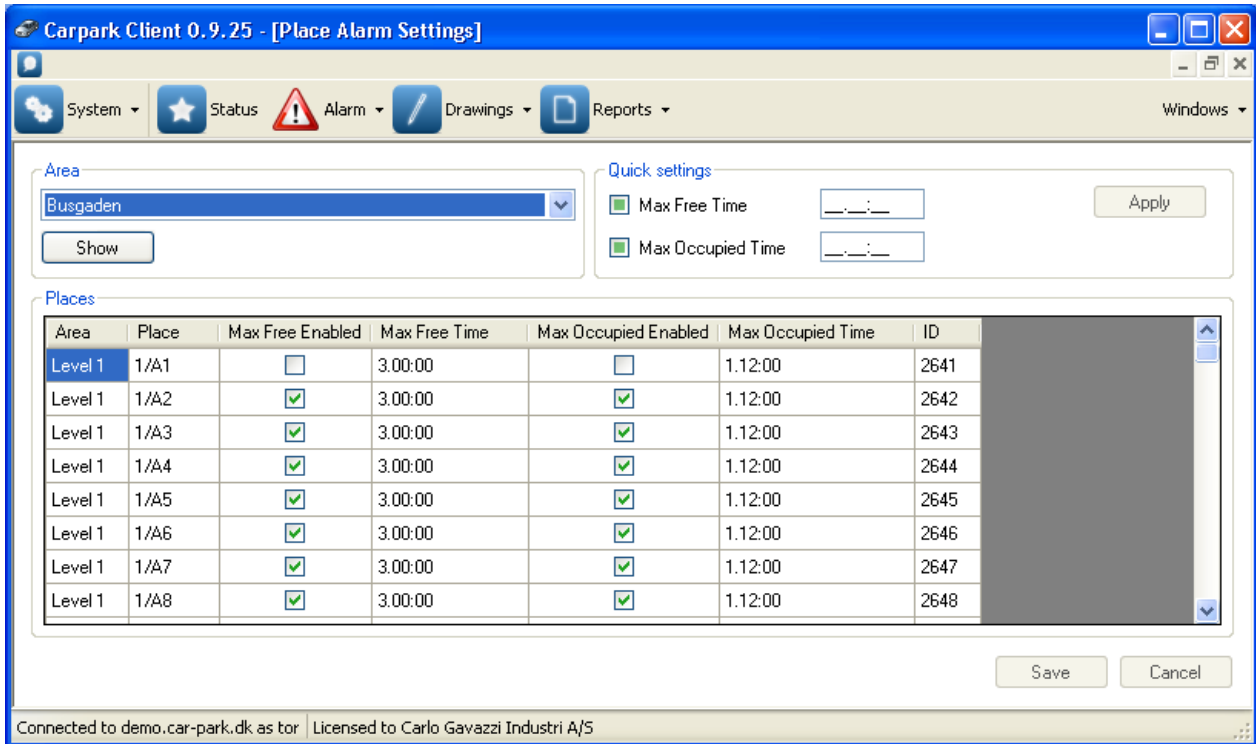 Carpark Client 0.9.25 - [Place Alarm Settings]
System Status Alarm Drawings Reports Windows
Area
Busgaden
Show
Quick settings
Max Free Time __.__:__
Max Occupied Time __.__:__
Apply
Places
Area Place Max Free Enabled Max Free Time Max Occupied Enabled Max Occupied Time ID
Level 1 1/A1 3.00:00 1.12:00 2641
Level 1 1/A2 3.00:00 1.12:00 2642
Level 1 1/A3 3.00:00 1.12:00 2643
Level 1 1/A4 3.00:00 1.12:00 2644
Level 1 1/A5 3.00:00 1.12:00 2645
Level 1 1/A6 3.00:00 1.12:00 2646
Level 1 1/A7 3.00:00 1.12:00 2647
Level 1 1/A8 3.00:00 1.12:00 2648
Save Cancel
Connected to demo.car-park.dk as tor Licensed to Carlo Gavazzi Industri A/S